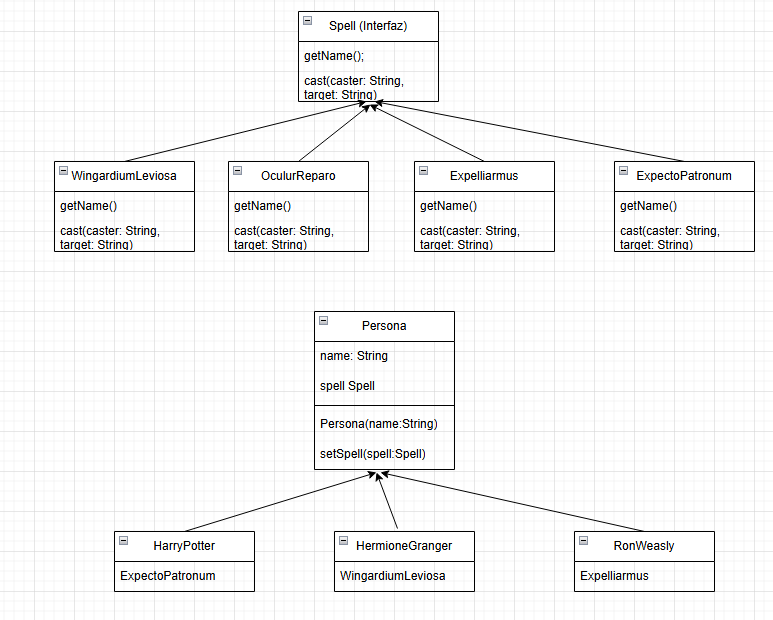 Spell (Interfaz)
getName();
cast(caster: String,
target: String)
WingardiumLeviosa
getName()
cast(caster: String,
target: String)
OculurReparo
getName()
cast(caster: String,
target: String)
Expelliarmus
getName()
cast(caster: String,
target: String)
ExpectoPatronum
getName()
cast(caster: String,
target: String)
Persona
name: String
spell Spell
Persona(name:String)
setSpell(spell:Spell)
HarryPotter
ExpectoPatronum
HermioneGranger
WingardiumLeviosa
RonWeasly
Expelliarmus